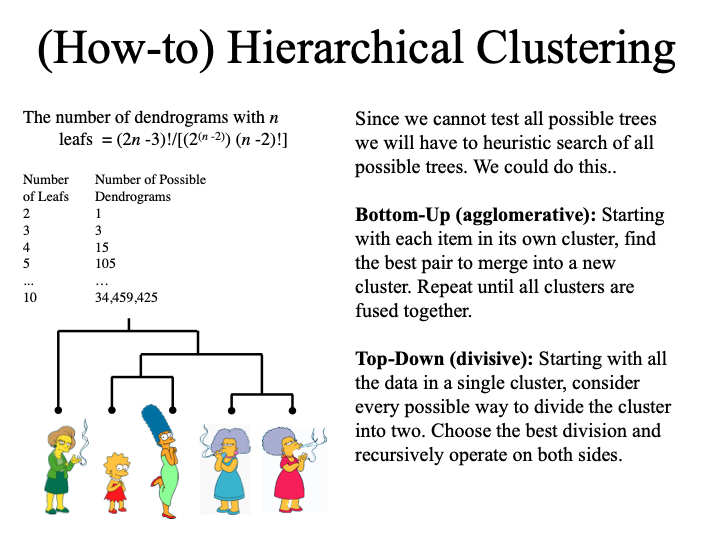 (How-to) Hierarchical Clustering
The number of dendrograms with n
leafs = (2n -3)!/[(2(n -2)) (n -2)!]
Number Number of Possible
of Leafs Dendrograms
2 1
3 3
4 15
5 105
... …
10 34,459,425
Since we cannot test all possible trees
we will have to heuristic search of all
possible trees. We could do this..
Bottom-Up (agglomerative): Starting
with each item in its own cluster, find
the best pair to merge into a new
cluster. Repeat until all clusters are
fused together.
Top-Down (divisive): Starting with all
the data in a single cluster, consider
every possible way to divide the cluster
into two. Choose the best division and
recursively operate on both sides.